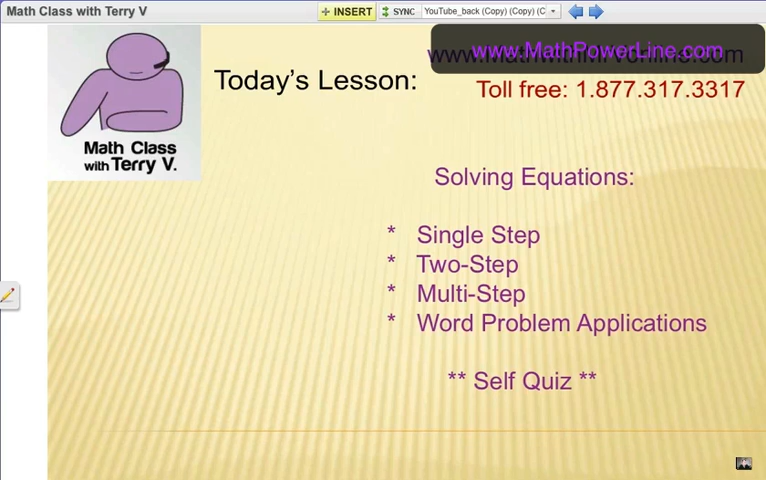 Math Class with Terry V
INSERT
SYNC
YouTube_back (Copy) (Copy) (C
Today's Lesson:
www.MathPowerLine.com
Toll free: 1.877.317.3317
Math Class
with Terry V.
Solving Equations:
* Single Step
* Two-Step
* Multi-Step
* Word Problem Applications
** Self Quiz **